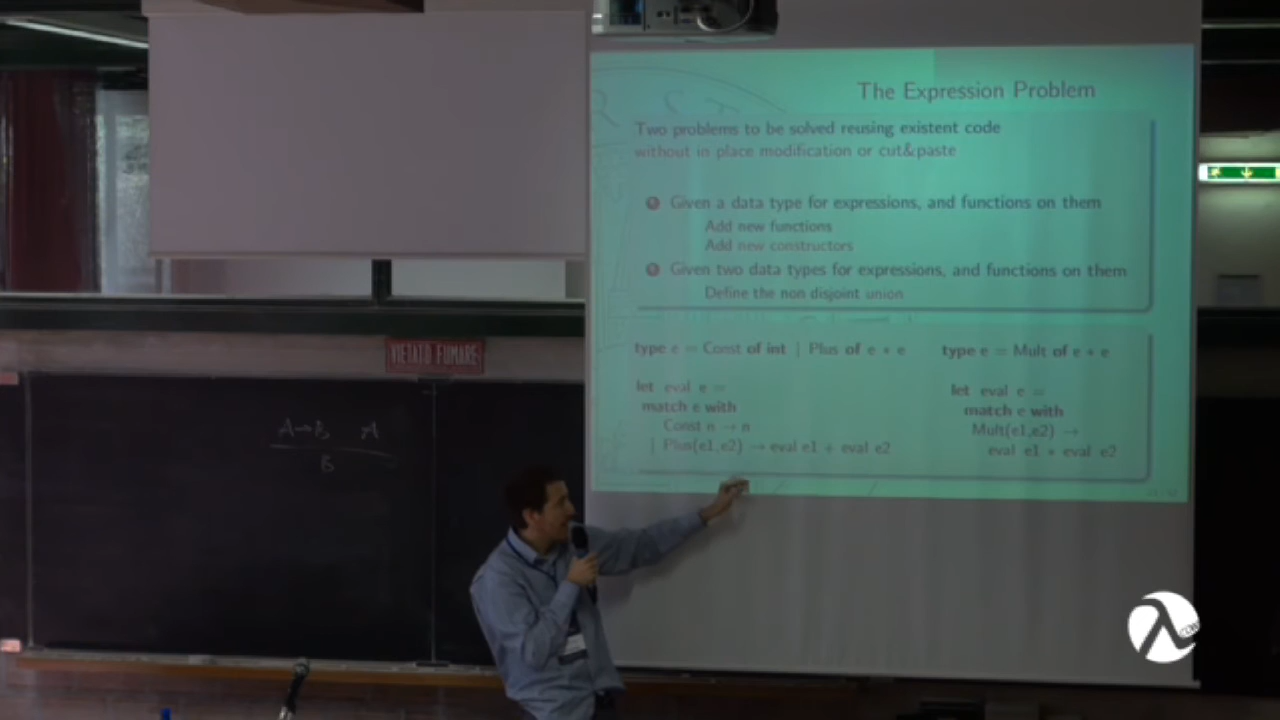 The Expression Problem
Two problems to be solved reusing existent code
without in place modification or cut&paste
Given a data type for expressions, and functions on them
Add new functions
Add new constructors
Given two data types for expressions, and functions on them
Define the non disjoint union
type e = Const of int | Plus of e * e
let eval e =
match e with
Const n → n
| Plus(e1,e2) → eval e1 + eval e2
type e = Mult of e * e
let eval e =
match e with
Mult(e1,e2) →
eval e1 * eval e2
VIETATO FUMARE
A→B A
B
λ